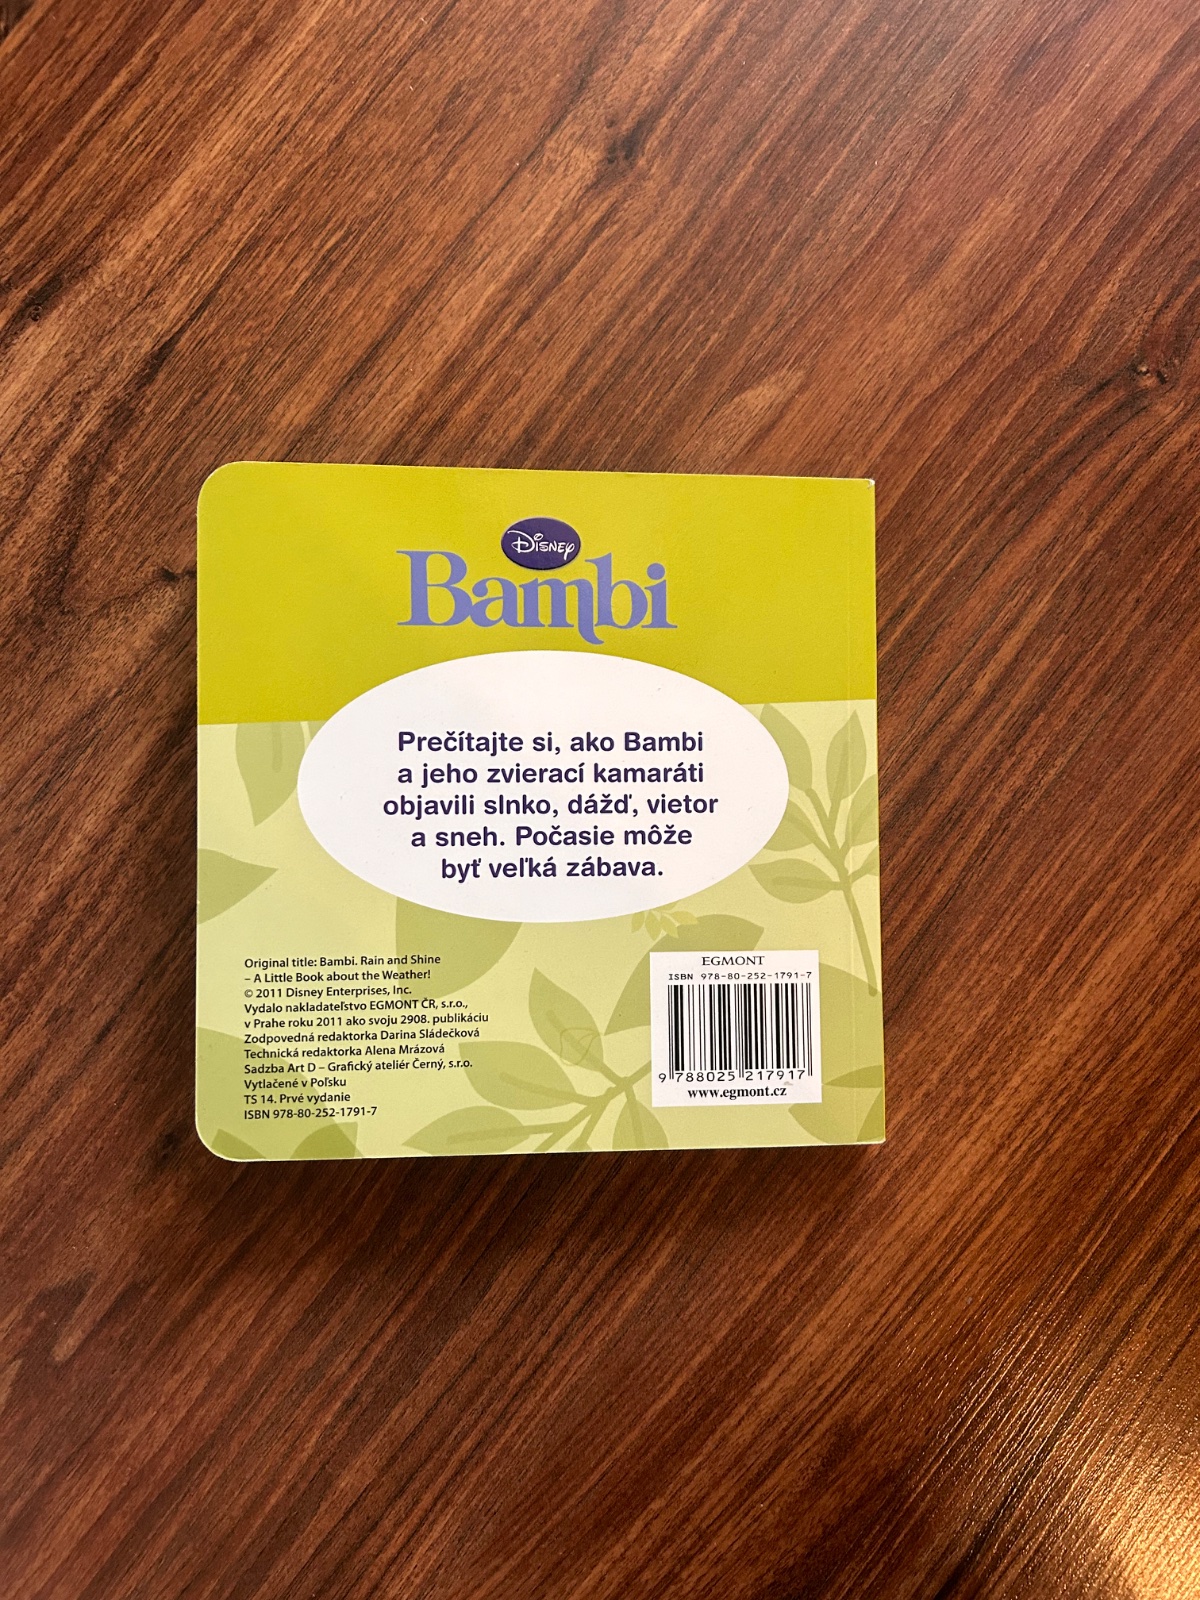 Disney
Bambi
Prečítajte si, ako Bambi
a jeho zvierací kamaráti
objavili slnko, dážď, vietor
a sneh. Počasie môže
byť veľká zábava.
Original title: Bambi. Rain and Shine
– A Little Book about the Weather!
© 2011 Disney Enterprises, Inc.
Vydalo nakladateľstvo EGMONT ČR, s.r.o.,
v Prahe roku 2011 ako svoju 2908. publikáciu
Zodpovedná redaktorka Darina Sládečková
Technická redaktorka Alena Mrázová
Sadzba Art D – Grafický ateliér Černý, s.r.o.
Vytlačené v Poľsku
TS 14. Prvé vydanie
ISBN 978-80-252-1791-7
EGMONT
ISBN 978-80-252-1791-7
9 788025 217917
www.egmont.cz